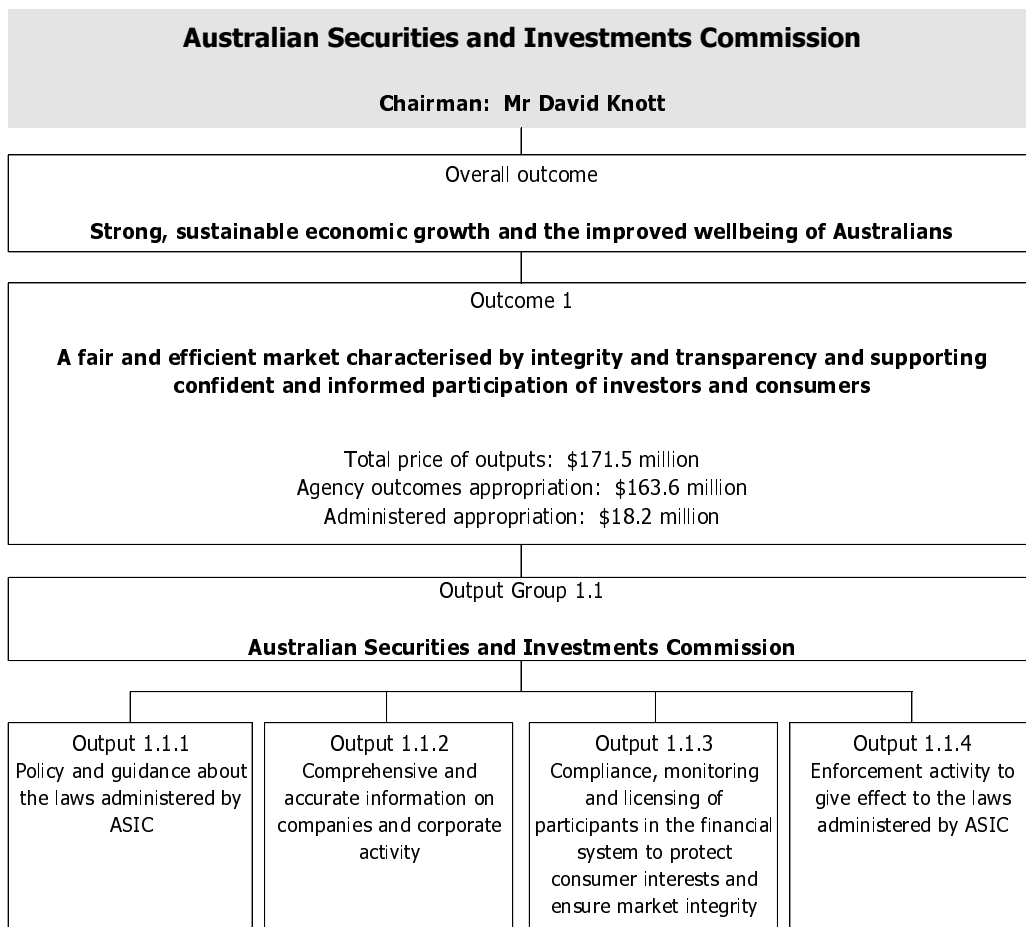 Australian Securities and Investments Commission
Chairman: Mr David Knott
Overall outcome
Strong, sustainable economic growth and the improved wellbeing of Australians
Outcome 1
A fair and efficient market characterised by integrity and transparency and supporting
confident and informed participation of investors and consumers
Total price of outputs: $171.5 million
Agency outcomes appropriation: $163.6 million
Administered appropriation: $18.2 million
Output Group 1.1
Australian Securities and Investments Commission
Output 1.1.1
Policy and guidance about
the laws administered by
ASIC
Output 1.1.2
Comprehensive and
accurate information on
companies and corporate
activity
Output 1.1.3
Compliance, monitoring
and licensing of
participants in the financial
system to protect
consumer interests and
ensure market integrity
Output 1.1.4
Enforcement activity to
give effect to the laws
administered by ASIC